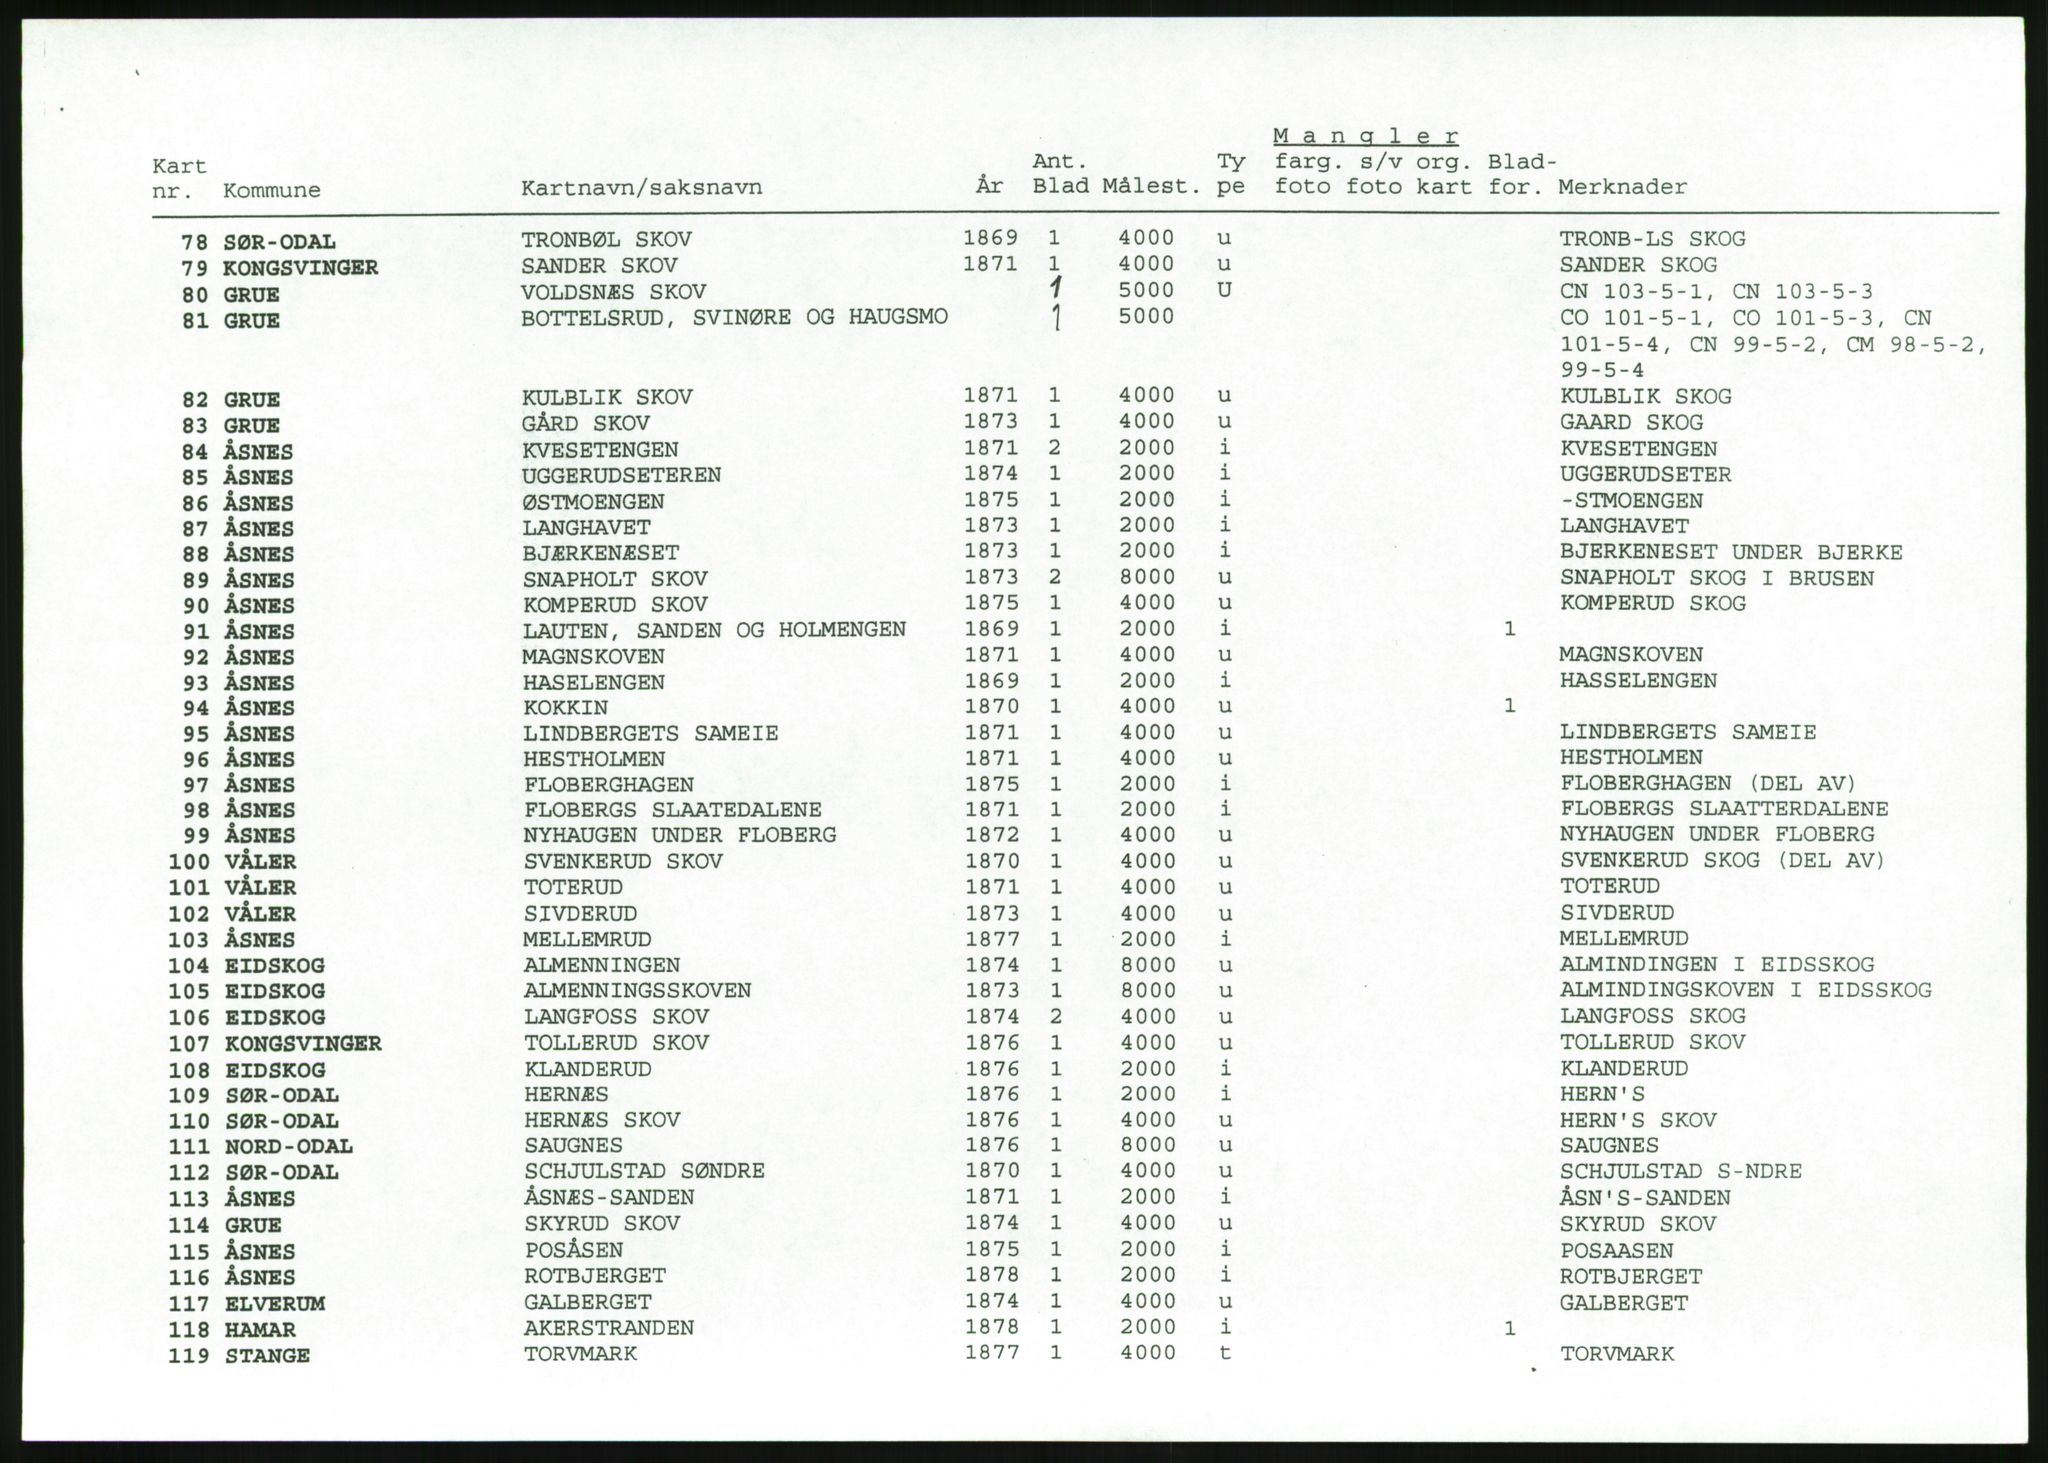 M a n g l e r
Kart Ant. Ty farg. s/v org. Blad-
nr. Kommune Kartnavn/saksnavn År Blad Målest. pe foto foto kart for. Merknader
78 SØR-ODAL TRONBØL SKOV 1869 1 4000 u TRONB-LS SKOG
79 KONGSVINGER SANDER SKOV 1871 1 4000 u SANDER SKOG
80 GRUE VOLDSNÆS SKOV 1 5000 U CN 103-5-1, CN 103-5-3
81 GRUE BOTTELSRUD, SVINØRE OG HAUGSMO 1 5000 CO 101-5-1, CO 101-5-3, CN
101-5-4, CN 99-5-2, CM 98-5-2,
99-5-4
82 GRUE KULBLIK SKOV 1871 1 4000 u KULBLIK SKOG
83 GRUE GÅRD SKOV 1873 1 4000 u GAARD SKOG
84 ÅSNES KVESETENGEN 1871 2 2000 i KVESETENGEN
85 ÅSNES UGGERUDSETEREN 1874 1 2000 i UGGERUDSETER
86 ÅSNES ØSTMOENGEN 1875 1 2000 i -STMOENGEN
87 ÅSNES LANGHAVET 1873 1 2000 i LANGHAVET
88 ÅSNES BJÆRKENÆSET 1873 1 2000 i BJERKENESET UNDER BJERKE
89 ÅSNES SNAPHOLT SKOV 1873 2 8000 u SNAPHOLT SKOG I BRUSEN
90 ÅSNES KOMPERUD SKOV 1875 1 4000 u KOMPERUD SKOG
91 ÅSNES LAUTEN, SANDEN OG HOLMENGEN 1869 1 2000 i 1
92 ÅSNES MAGNSKOVEN 1871 1 4000 u MAGNSKOVEN
93 ÅSNES HASELENGEN 1869 1 2000 i HASSELENGEN
94 ÅSNES KOKKIN 1870 1 4000 u 1
95 ÅSNES LINDBERGETS SAMEIE 1871 1 4000 u LINDBERGETS SAMEIE
96 ÅSNES HESTHOLMEN 1871 1 4000 u HESTHOLMEN
97 ÅSNES FLOBERGHAGEN 1875 1 2000 i FLOBERGHAGEN (DEL AV)
98 ÅSNES FLOBERGS SLAATEDALENE 1871 1 2000 i FLOBERGS SLAATTERDALENE
99 ÅSNES NYHAUGEN UNDER FLOBERG 1872 1 4000 u NYHAUGEN UNDER FLOBERG
100 VÅLER SVENKERUD SKOV 1870 1 4000 u SVENKERUD SKOG (DEL AV)
101 VÅLER TOTERUD 1871 1 4000 u TOTERUD
102 VÅLER SIVDERUD 1873 1 4000 u SIVDERUD
103 ÅSNES MELLEMRUD 1877 1 2000 i MELLEMRUD
104 EIDSKOG ALMENNINGEN 1874 1 8000 u ALMINDINGEN I EIDSSKOG
105 EIDSKOG ALMENNINGSSKOVEN 1873 1 8000 u ALMINDINGSKOVEN I EIDSSKOG
106 EIDSKOG LANGFOSS SKOV 1874 2 4000 u LANGFOSS SKOG
107 KONGSVINGER TOLLERUD SKOV 1876 1 4000 u TOLLERUD SKOV
108 EIDSKOG KLANDERUD 1876 1 2000 i KLANDERUD
109 SØR-ODAL HERNÆS 1876 1 2000 i HERN'S
110 SØR-ODAL HERNÆS SKOV 1876 1 4000 u HERN'S SKOV
111 NORD-ODAL SAUGNES 1876 1 8000 u SAUGNES
112 SØR-ODAL SCHJULSTAD SØNDRE 1870 1 4000 u SCHJULSTAD S-NDRE
113 ÅSNES ÅSNÆS-SANDEN 1871 1 2000 i ÅSN'S-SANDEN
114 GRUE SKYRUD SKOV 1874 1 4000 u SKYRUD SKOV
115 ÅSNES POSÅSEN 1875 1 2000 i POSAASEN
116 ÅSNES ROTBJERGET 1878 1 2000 i ROTBJERGET
117 ELVERUM GALBERGET 1874 1 4000 u GALBERGET
118 HAMAR AKERSTRANDEN 1878 1 2000 i 1
119 STANGE TORVMARK 1877 1 4000 t TORVMARK